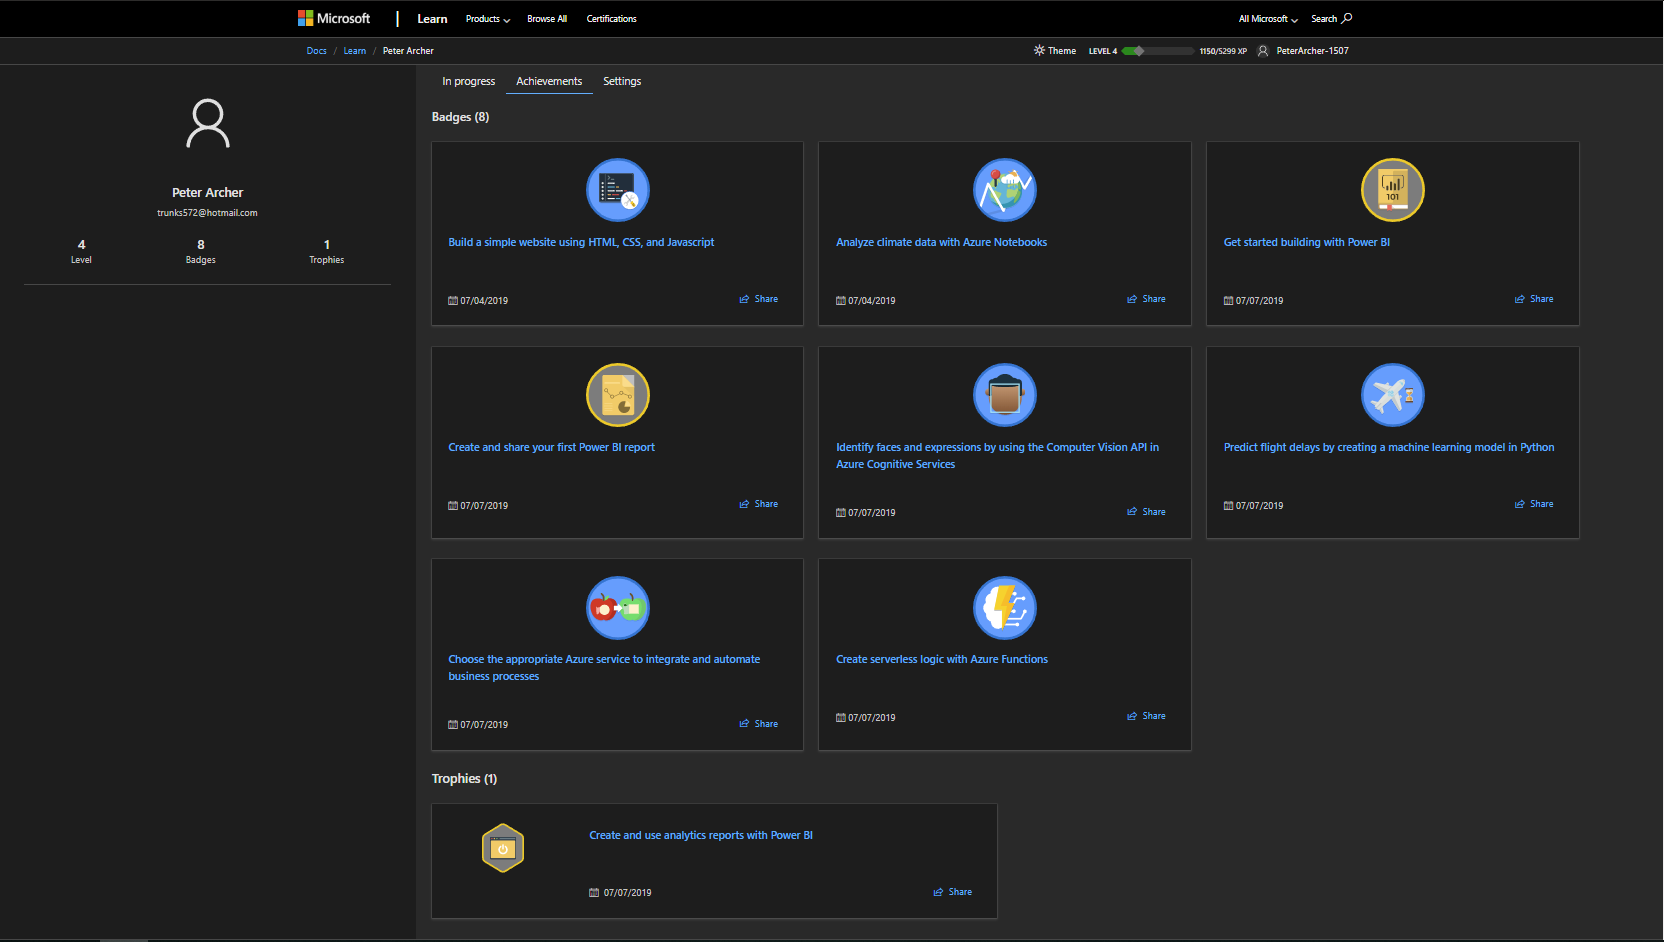 Microsoft | Learn Products Browse All Certifications All Microsoft Search
Docs / Learn / Peter Archer Theme LEVEL 4 1150/5299 XP PeterArcher-1507
Peter Archer
trunks572@hotmail.com
4 8 1
Level Badges Trophies
In progress Achievements Settings
Badges (8)
101
Build a simple website using HTML, CSS, and Javascript
07/04/2019 Share
Analyze climate data with Azure Notebooks
07/04/2019 Share
Get started building with Power BI
07/07/2019 Share
Create and share your first Power BI report
07/07/2019 Share
Identify faces and expressions by using the Computer Vision API in
Azure Cognitive Services
07/07/2019 Share
Predict flight delays by creating a machine learning model in Python
07/07/2019 Share
Choose the appropriate Azure service to integrate and automate
business processes
07/07/2019 Share
Create serverless logic with Azure Functions
07/07/2019 Share
Trophies (1)
Create and use analytics reports with Power BI
07/07/2019 Share